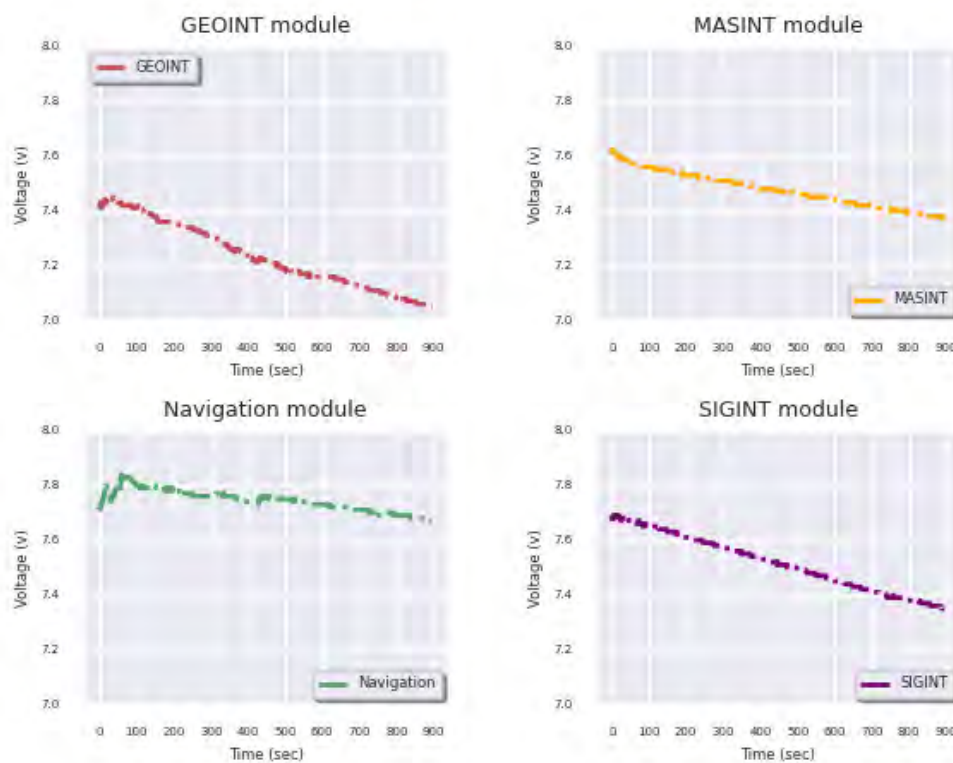 GEOINT module
8.0
7.8
7.6
7.4
7.2
7.0
Voltage (v)
GEOINT
0 100 200 300 400 500 600 700 800 900
Time (sec)
MASINT module
8.0
7.8
7.6
7.4
7.2
7.0
Voltage (v)
MASINT
0 100 200 300 400 500 600 700 800 900
Time (sec)
Navigation module
8.0
7.8
7.6
7.4
7.2
7.0
Voltage (v)
Navigation
0 100 200 300 400 500 600 700 800 900
Time (sec)
SIGINT module
8.0
7.8
7.6
7.4
7.2
7.0
Voltage (v)
SIGINT
0 100 200 300 400 500 600 700 800 900
Time (sec)